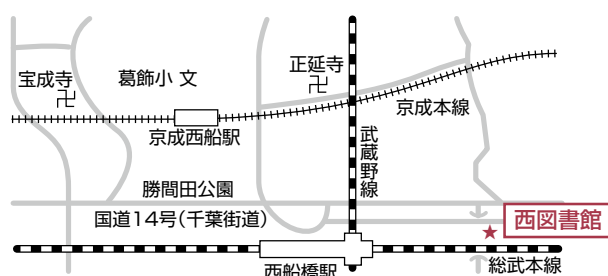 宝成寺
葛飾小 文
正延寺
京成本線
京成西船駅
武蔵野線
勝間田公園
国道14号(千葉街道)
西図書館
総武本線
西船橋駅